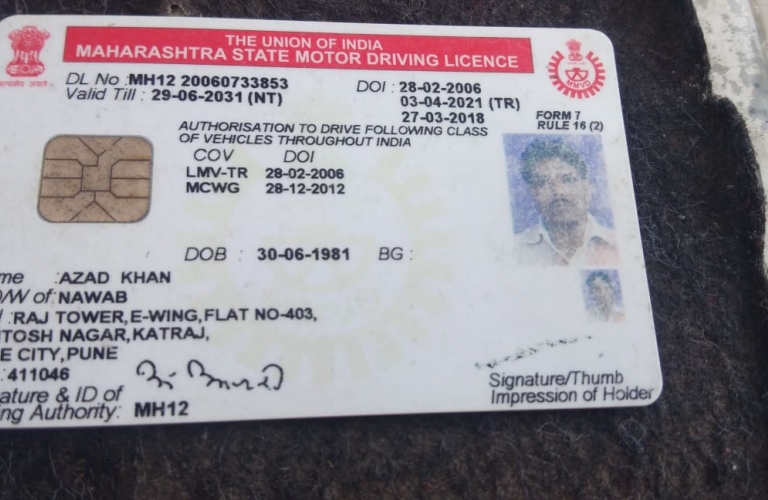 THE UNION OF INDIA
MAHARASHTRA STATE MOTOR DRIVING LICENCE
DL No : MH12 20060733853 DOI : 28-02-2006
Valid Till : 29-06-2031 (NT) 03-04-2021 (TR)
27-03-2018
FORM 7
RULE 16 (2)
AUTHORISATION TO DRIVE FOLLOWING CLASS
OF VEHICLES THROUGHOUT INDIA
COV DOI
LMV-TR 28-02-2006
MCWG 28-12-2012
DOB : 30-06-1981 BG :
me :AZAD KHAN
/W of :NAWAB
:RAJ TOWER,E-WING,FLAT NO-403,
TOSH NAGAR,KATRAJ,
E CITY,PUNE
:411046
ature & ID of
ng Authority: MH12
Signature/Thumb
Impression of Holder
MMVD